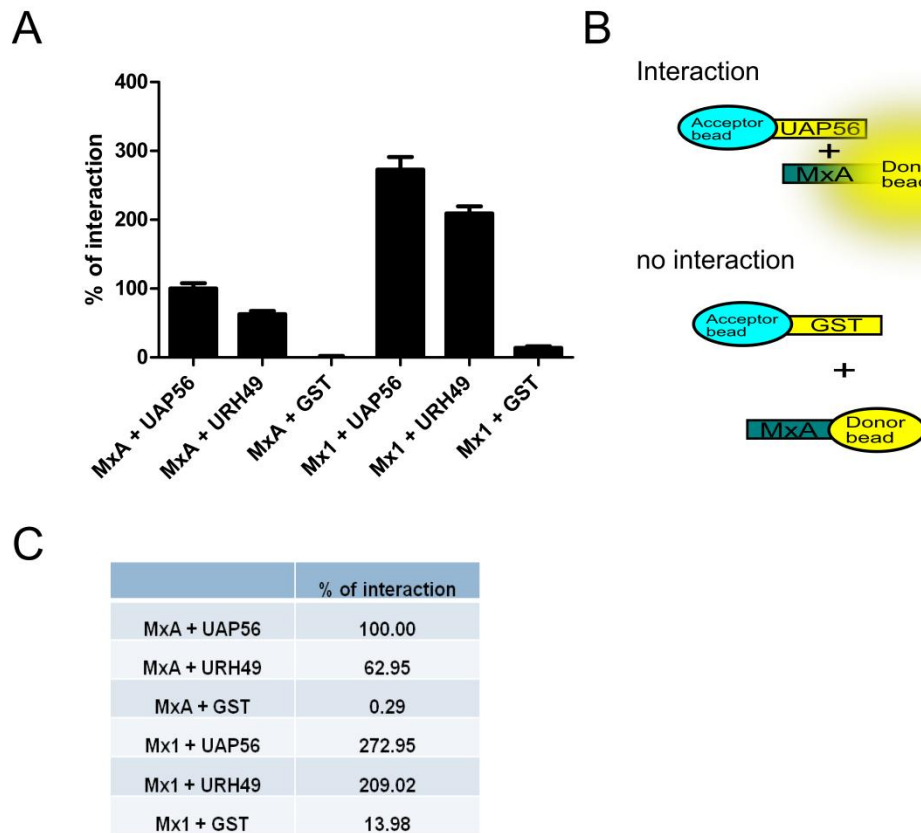 A
% of interaction
400
300
200
100
0
MxA + UAP56
MxA + URH49
MxA + GST
Mx1 + UAP56
Mx1 + URH49
Mx1 + GST
B
Interaction
Acceptor
bead
UAP56
+
MxA
Dono
bead
no interaction
Acceptor
bead
GST
+
MxA
Donor
bead
C
% of interaction
MxA + UAP56 100.00
MxA + URH49 62.95
MxA + GST 0.29
Mx1 + UAP56 272.95
Mx1 + URH49 209.02
Mx1 + GST 13.98